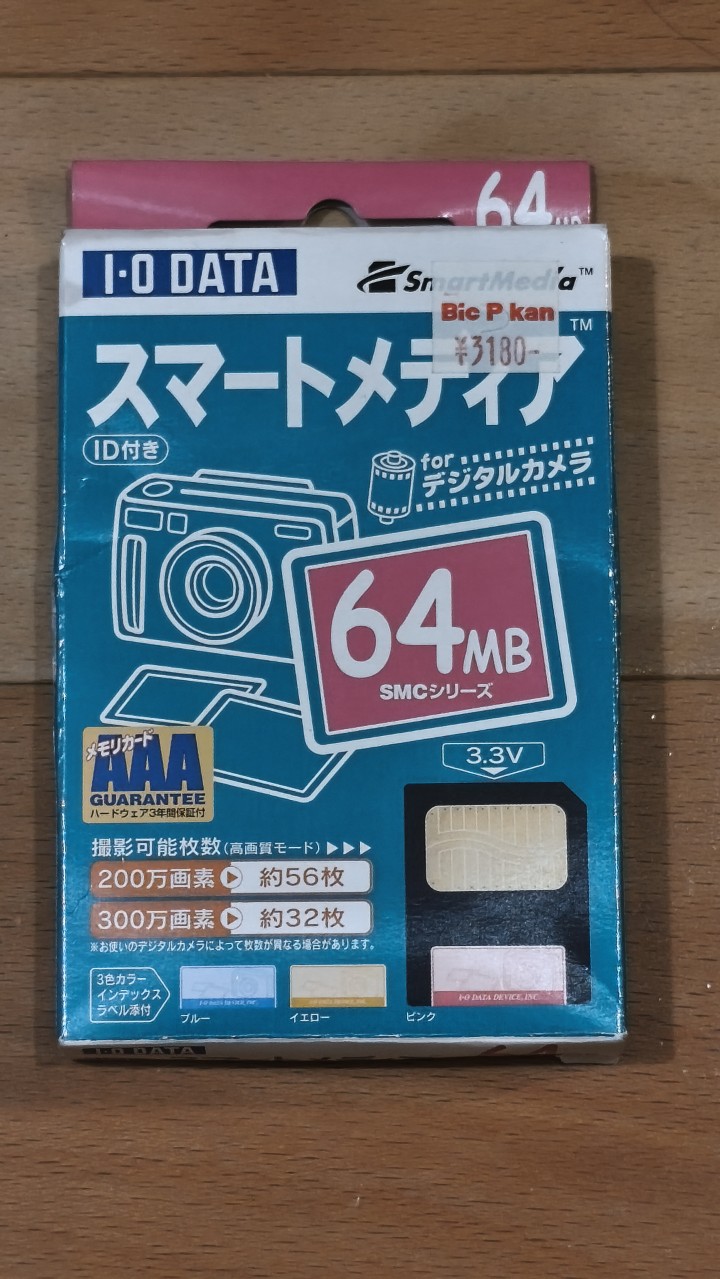 64MB
I·O DATA
SmartMedia™
Bic P kan
¥3180-
スマートメディア™
ID付き
for
デジタルカメラ
64MB
SMCシリーズ
3.3V
メモリカード
AAA
GUARANTEE
ハードウェア3年間保証付
撮影可能枚数(高画質モード)▶▶▶
200万画素 ▶ 約56枚
300万画素 ▶ 約32枚
※お使いのデジタルカメラによって枚数が異なる場合があります。
3色カラー
インデックス
ラベル添付
I-O DATA DEVICE, INC.
ブルー
I-O DATA DEVICE, INC.
イエロー
I-O DATA DEVICE, INC.
ピンク
I·O DATA
64